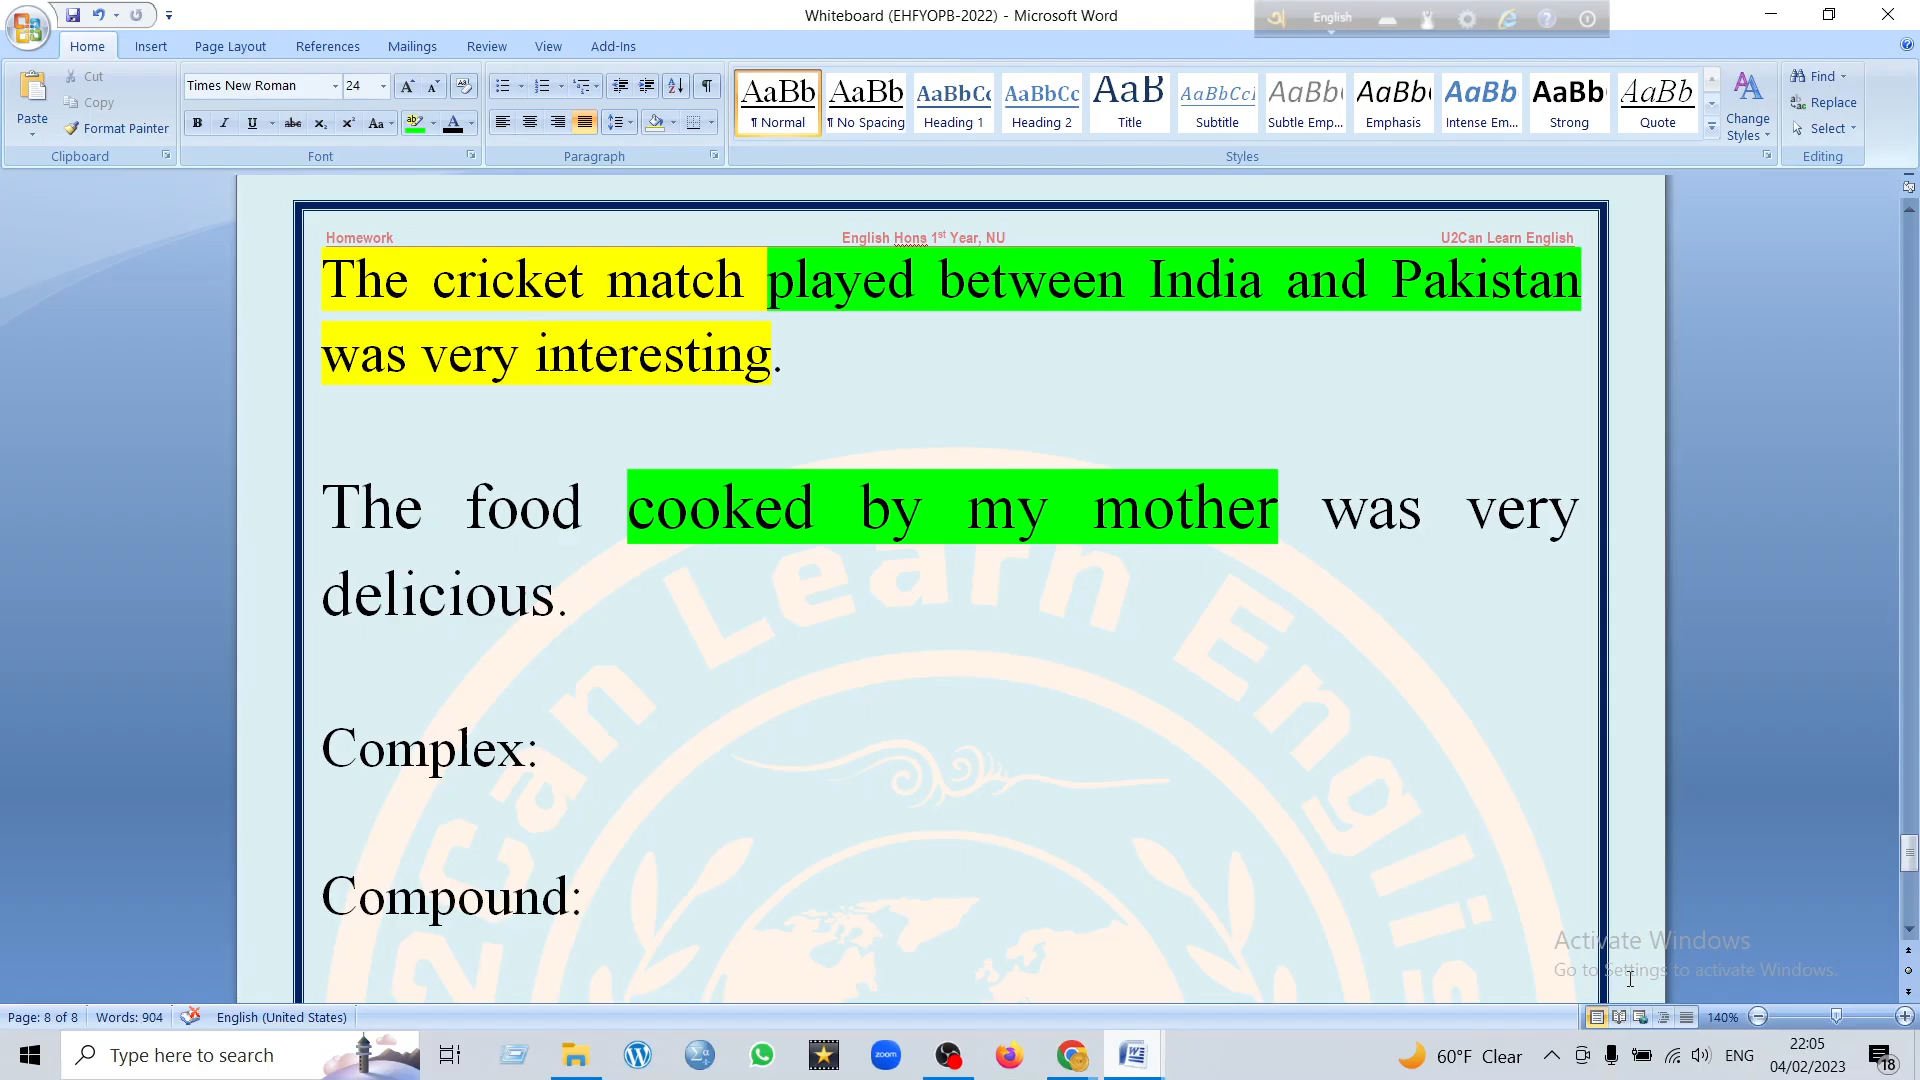 Whiteboard (EHFYOPB-2022) - Microsoft Word
English
Home Insert Page Layout References Mailings Review View Add-Ins
Paste
Cut
Copy
Format Painter
Clipboard
Times New Roman 24
Font
Paragraph
AaBb AaBb AaBbCc AaBbCc AaB AaBbCcI AaBb AaBb AaBb AaBb AaBb
¶ Normal ¶ No Spacing Heading 1 Heading 2 Title Subtitle Subtle Emp... Emphasis Intense Em... Strong Quote
Change Styles
Styles
Find
Replace
Select
Editing
Homework English Hons 1st Year, NU U2Can Learn English
The cricket match played between India and Pakistan
was very interesting.
The food cooked by my mother was very
delicious.
Complex:
Compound:
2Can Learn English
Activate Windows
Go to Settings to activate Windows.
Page: 8 of 8 Words: 904 English (United States) 140%
Type here to search
zoom
60°F Clear ENG
22:05
04/02/2023
18